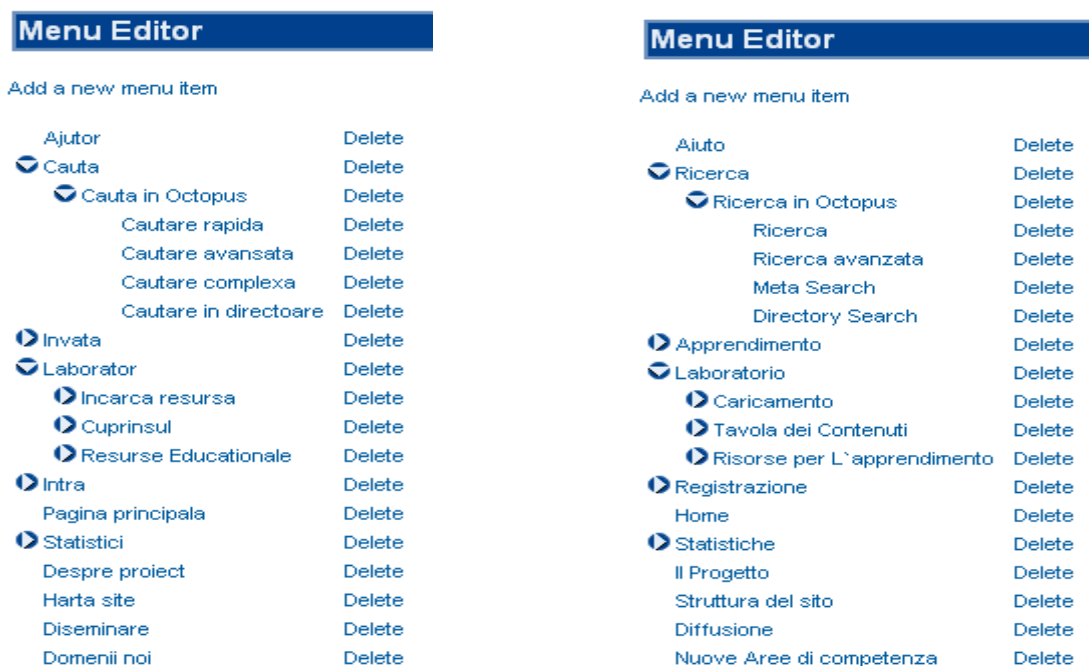 Menu Editor
Add a new menu item
Ajutor Delete
Cauta Delete
Cauta in Octopus Delete
Cautare rapida Delete
Cautare avansata Delete
Cautare complexa Delete
Cautare in directoare Delete
Invata Delete
Laborator Delete
Incarca resursa Delete
Cuprinsul Delete
Resurse Educationale Delete
Intra Delete
Pagina principala Delete
Statistici Delete
Despre proiect Delete
Harta site Delete
Diseminare Delete
Domenii noi Delete
Menu Editor
Add a new menu item
Aiuto Delete
Ricerca Delete
Ricerca in Octopus Delete
Ricerca Delete
Ricerca avanzata Delete
Meta Search Delete
Directory Search Delete
Apprendimento Delete
Laboratorio Delete
Caricamento Delete
Tavola dei Contenuti Delete
Risorse per L`apprendimento Delete
Registrazione Delete
Home Delete
Statistiche Delete
Il Progetto Delete
Struttura del sito Delete
Diffusione Delete
Nuove Aree di competenza Delete